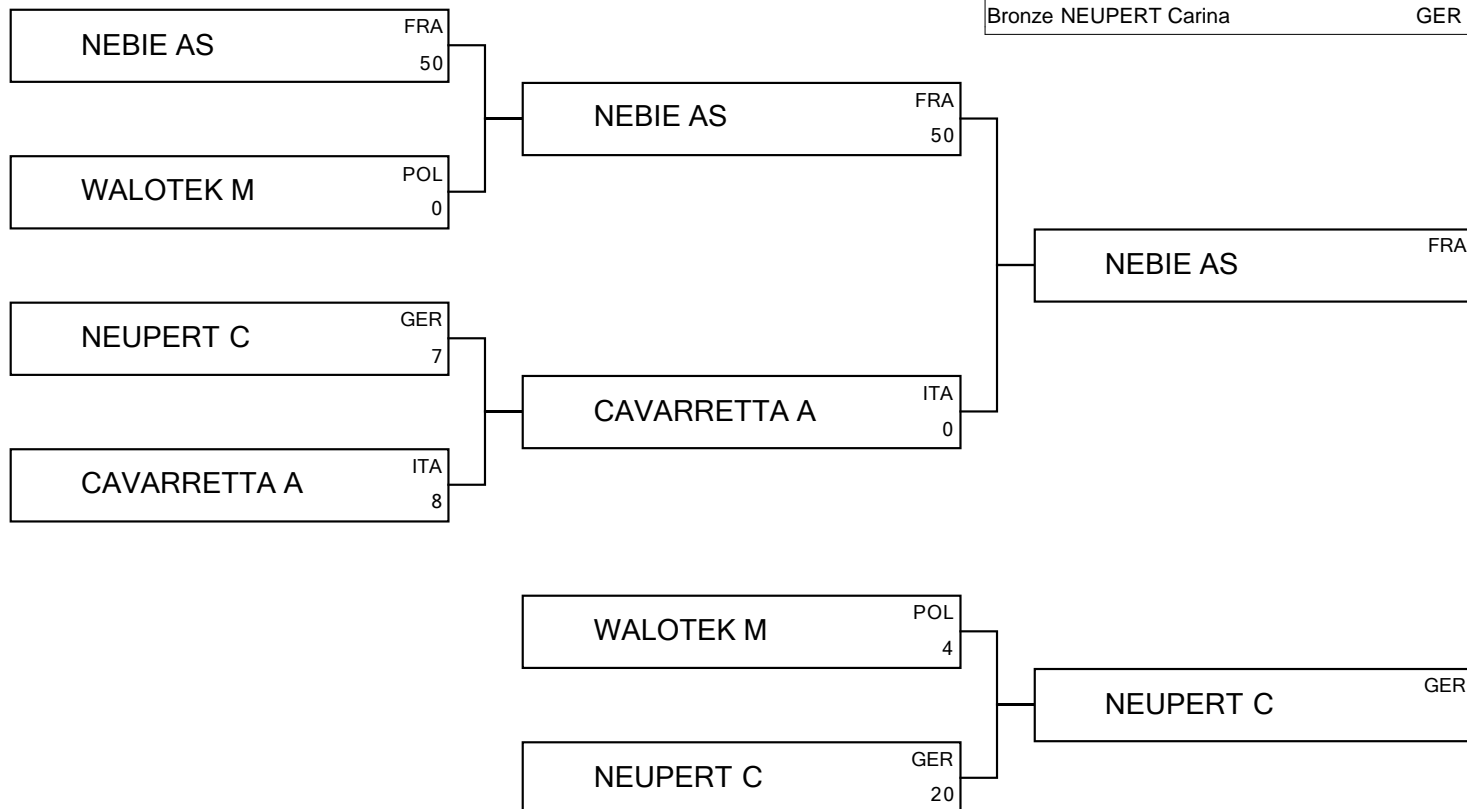 Bronze NEUPERT Carina GER
NEBIE AS FRA
50
WALOTEK M POL
0
NEUPERT C GER
7
CAVARRETTA A ITA
8
NEBIE AS FRA
50
CAVARRETTA A ITA
0
NEBIE AS FRA
WALOTEK M POL
4
NEUPERT C GER
20
NEUPERT C GER